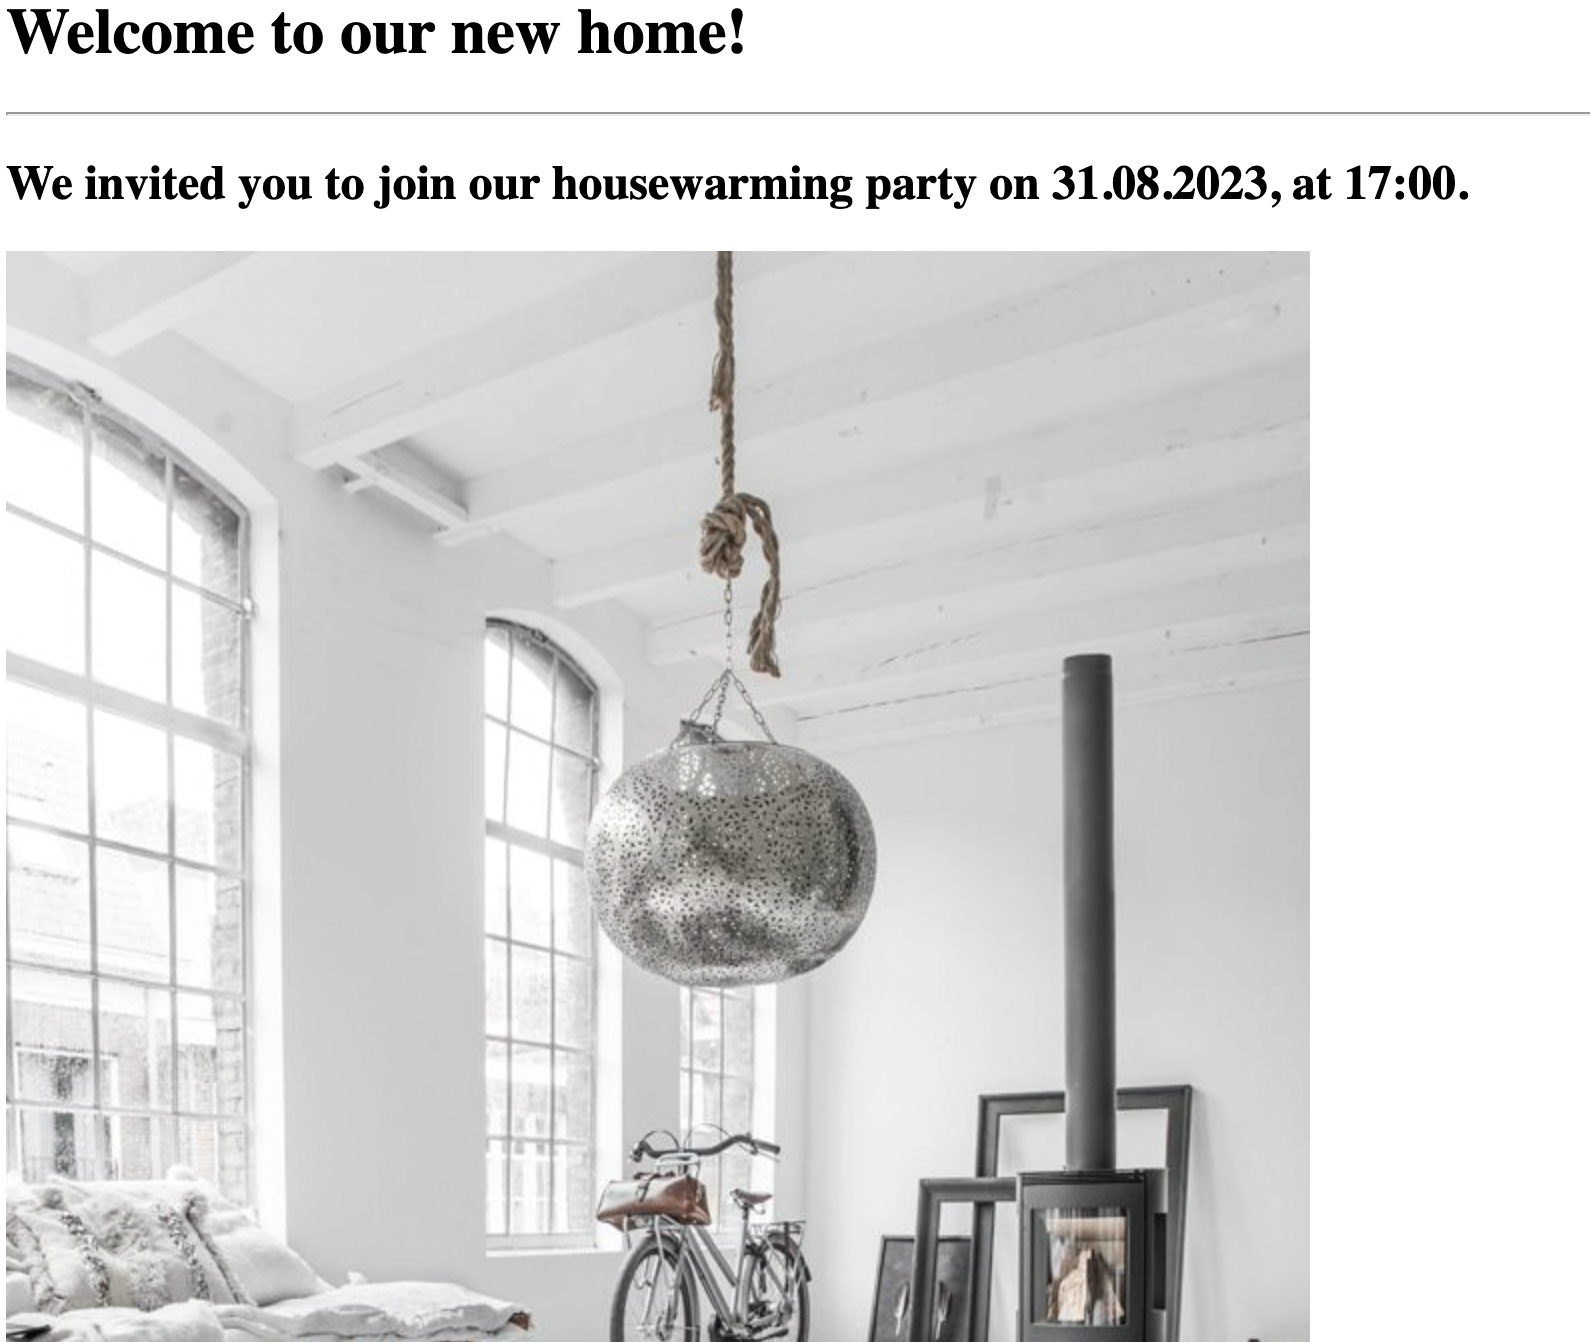 Welcome to our new home!
We invited you to join our housewarming party on 31.08.2023, at 17:00.